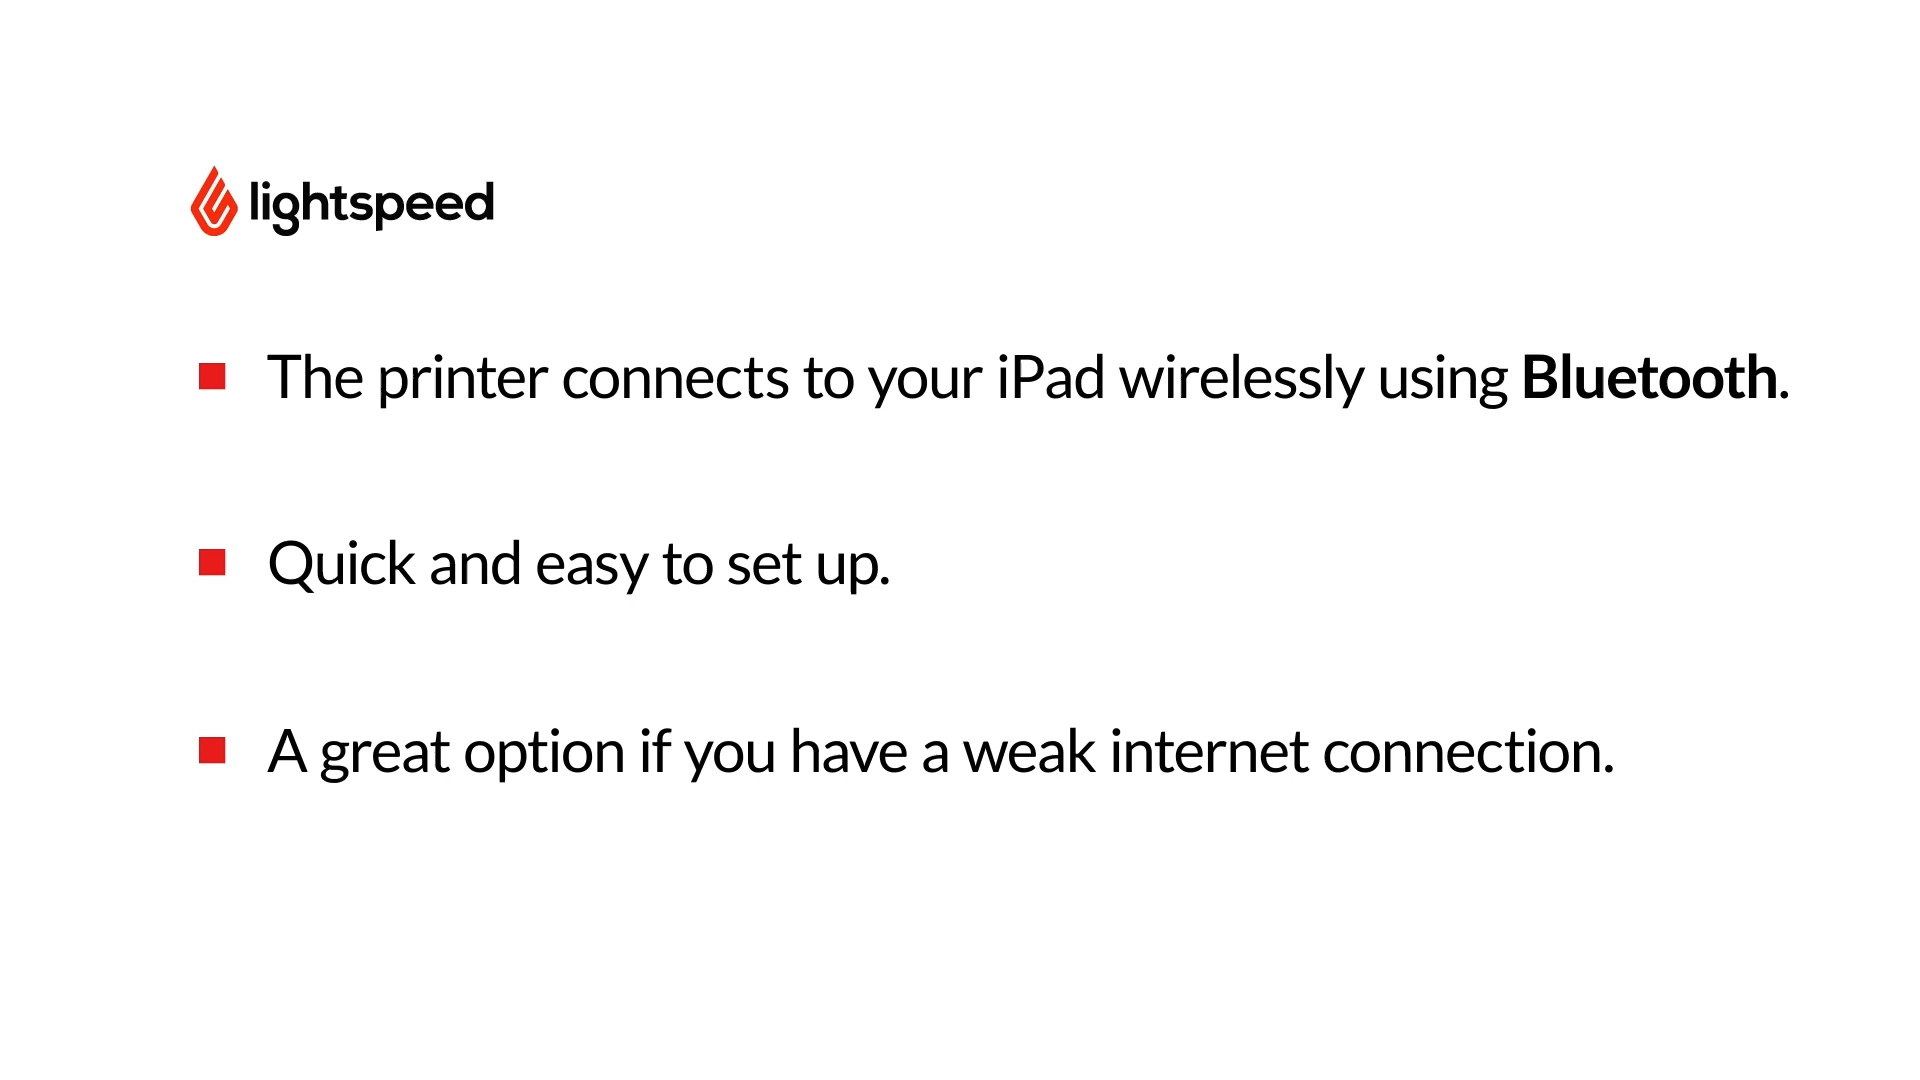 lightspeed
The printer connects to your iPad wirelessly using Bluetooth.
Quick and easy to set up.
A great option if you have a weak internet connection.